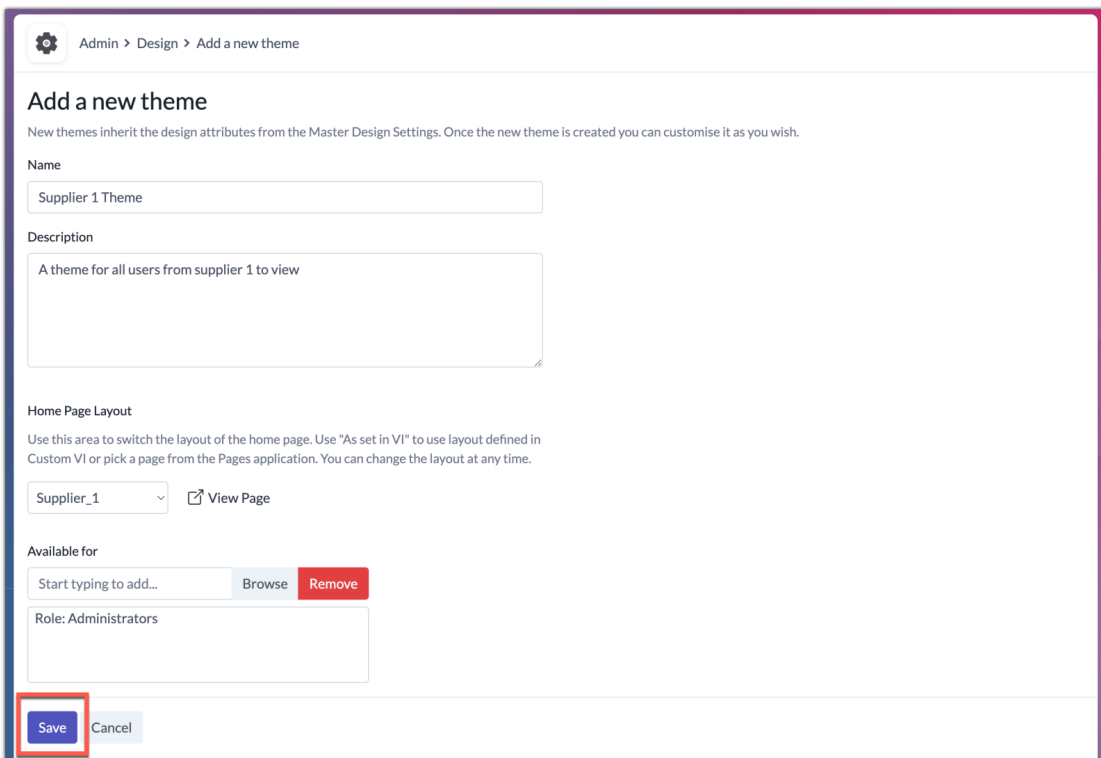 Admin > Design > Add a new theme
Add a new theme
New themes inherit the design attributes from the Master Design Settings. Once the new theme is created you can customise it as you wish.
Name
Supplier 1 Theme
Description
A theme for all users from supplier 1 to view
Home Page Layout
Use this area to switch the layout of the home page. Use "As set in VI" to use layout defined in
Custom VI or pick a page from the Pages application. You can change the layout at any time.
Supplier_1 View Page
Available for
Start typing to add... Browse Remove
Role: Administrators
Save Cancel